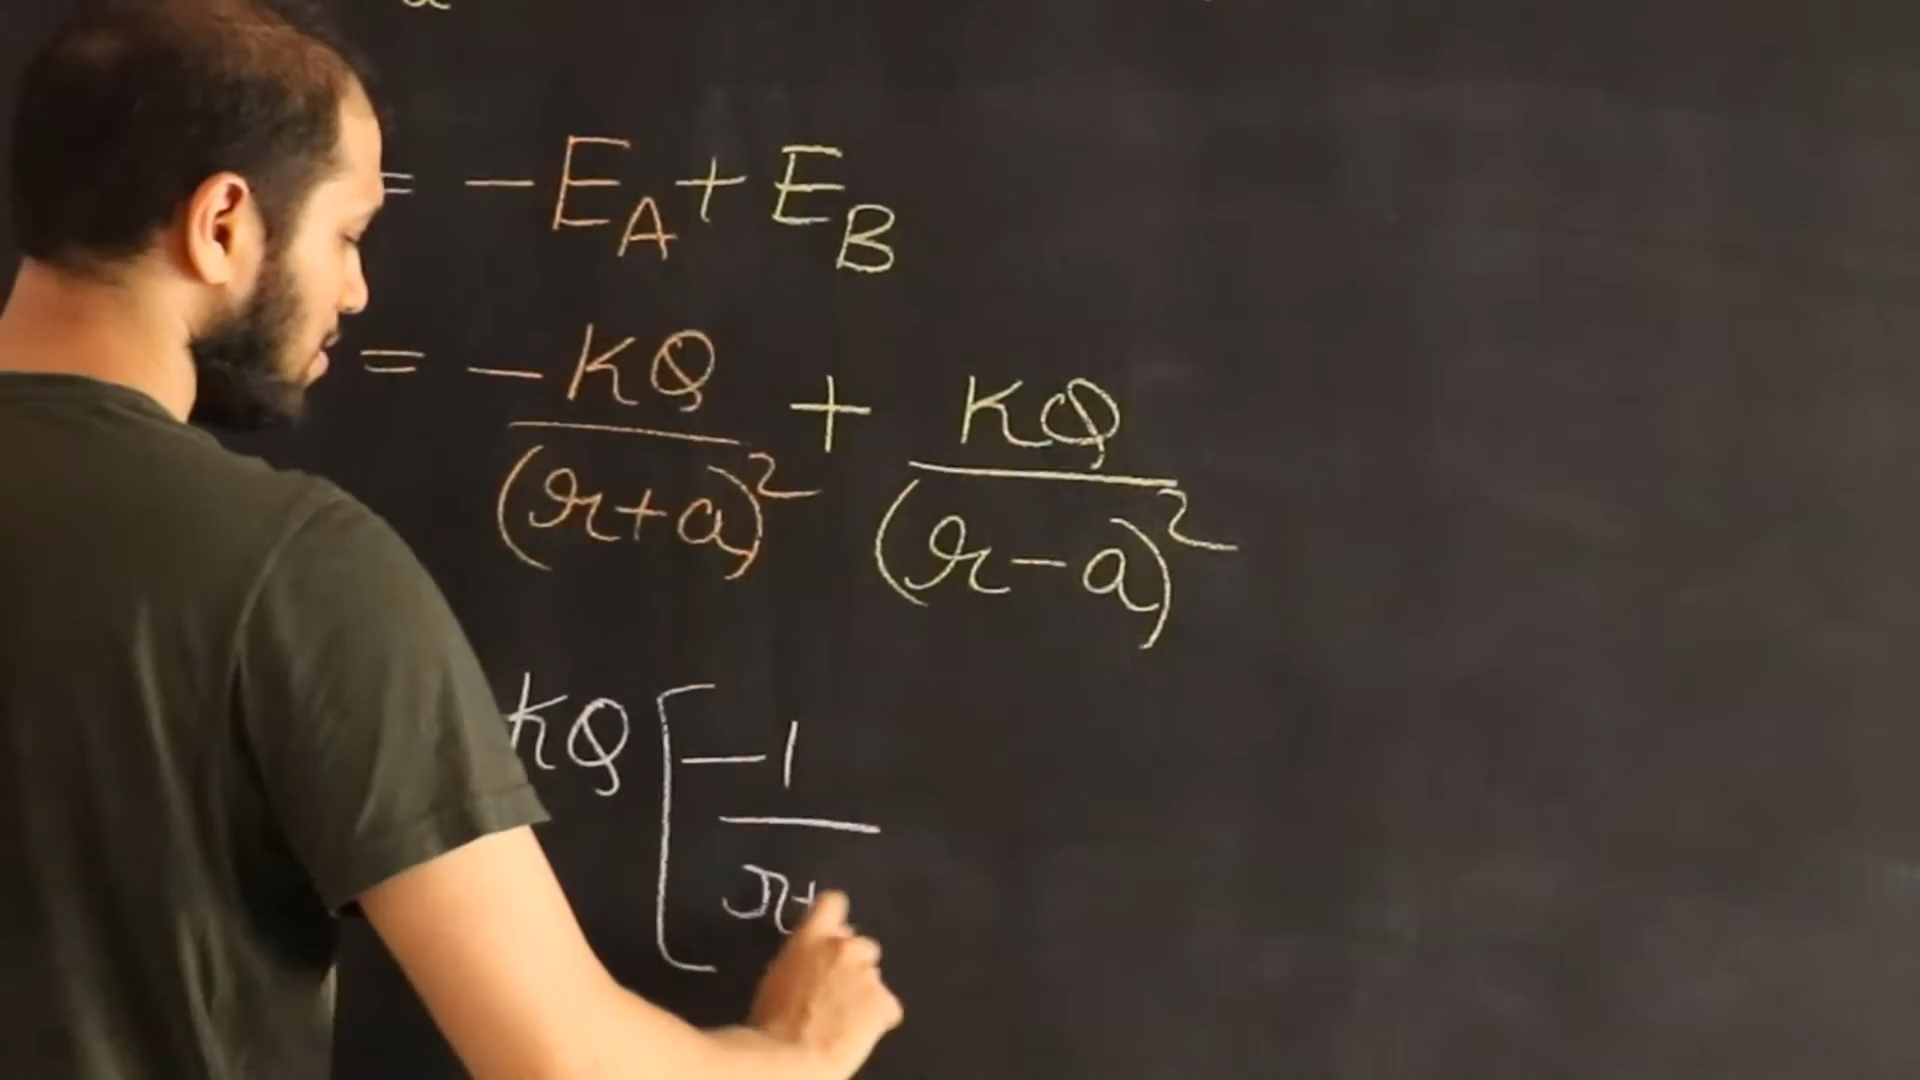 = -E_A + E_B
= -KQ/(r+a)² + KQ/(r-a)²
KQ [ -1/r+